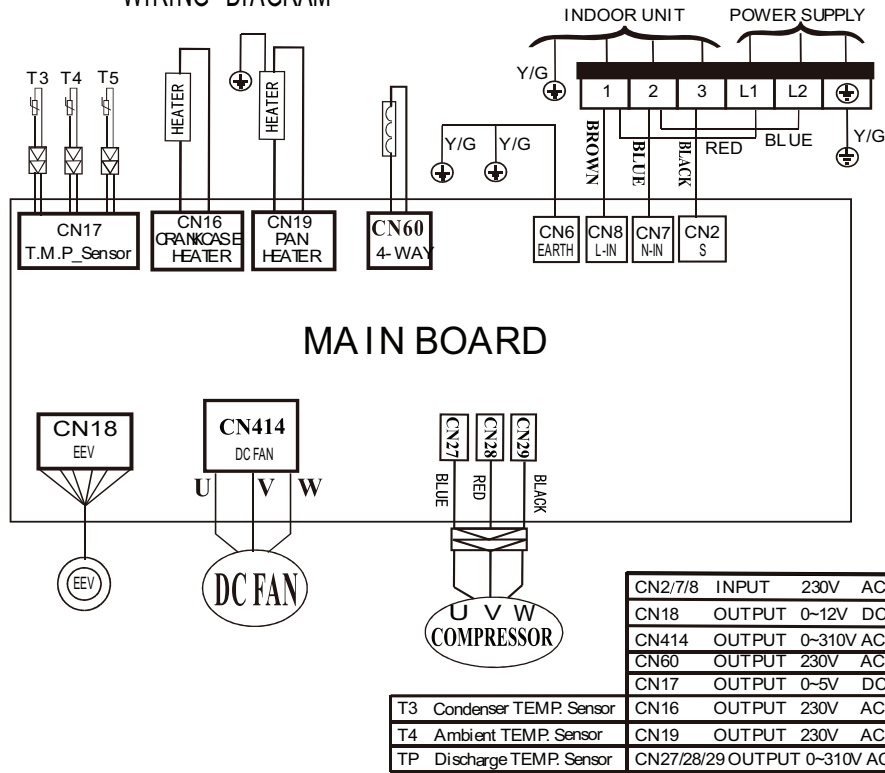 WIRING DIAGRAM
INDOOR UNIT POWER SUPPLY
T3 T4 T5
Y/G
HEATER
HEATER
1 2 3 L1 L2
Y/G Y/G
BROWN
BLUE
BLACK
RED
BLUE
Y/G
CN17
T.M.P_Sensor
CN16
CRANKCASE
HEATER
CN19
PAN
HEATER
CN60
4-WAY
CN6
EARTH
CN8
L-IN
CN7
N-IN
CN2
S
MAIN BOARD
CN18
EEV
CN414
DC FAN
U V W
CN27
CN28
CN29
BLUE
RED
BLACK
EEV
DC FAN
U V W
COMPRESSOR
CN2/7/8 INPUT 230V AC
CN18 OUTPUT 0~12V DC
CN414 OUTPUT 0~310V AC
CN60 OUTPUT 230V AC
CN17 OUTPUT 0~5V DC
T3 Condenser TEMP. Sensor CN16 OUTPUT 230V AC
T4 Ambient TEMP. Sensor CN19 OUTPUT 230V AC
TP Discharge TEMP. Sensor CN27/28/29 OUTPUT 0~310V AC